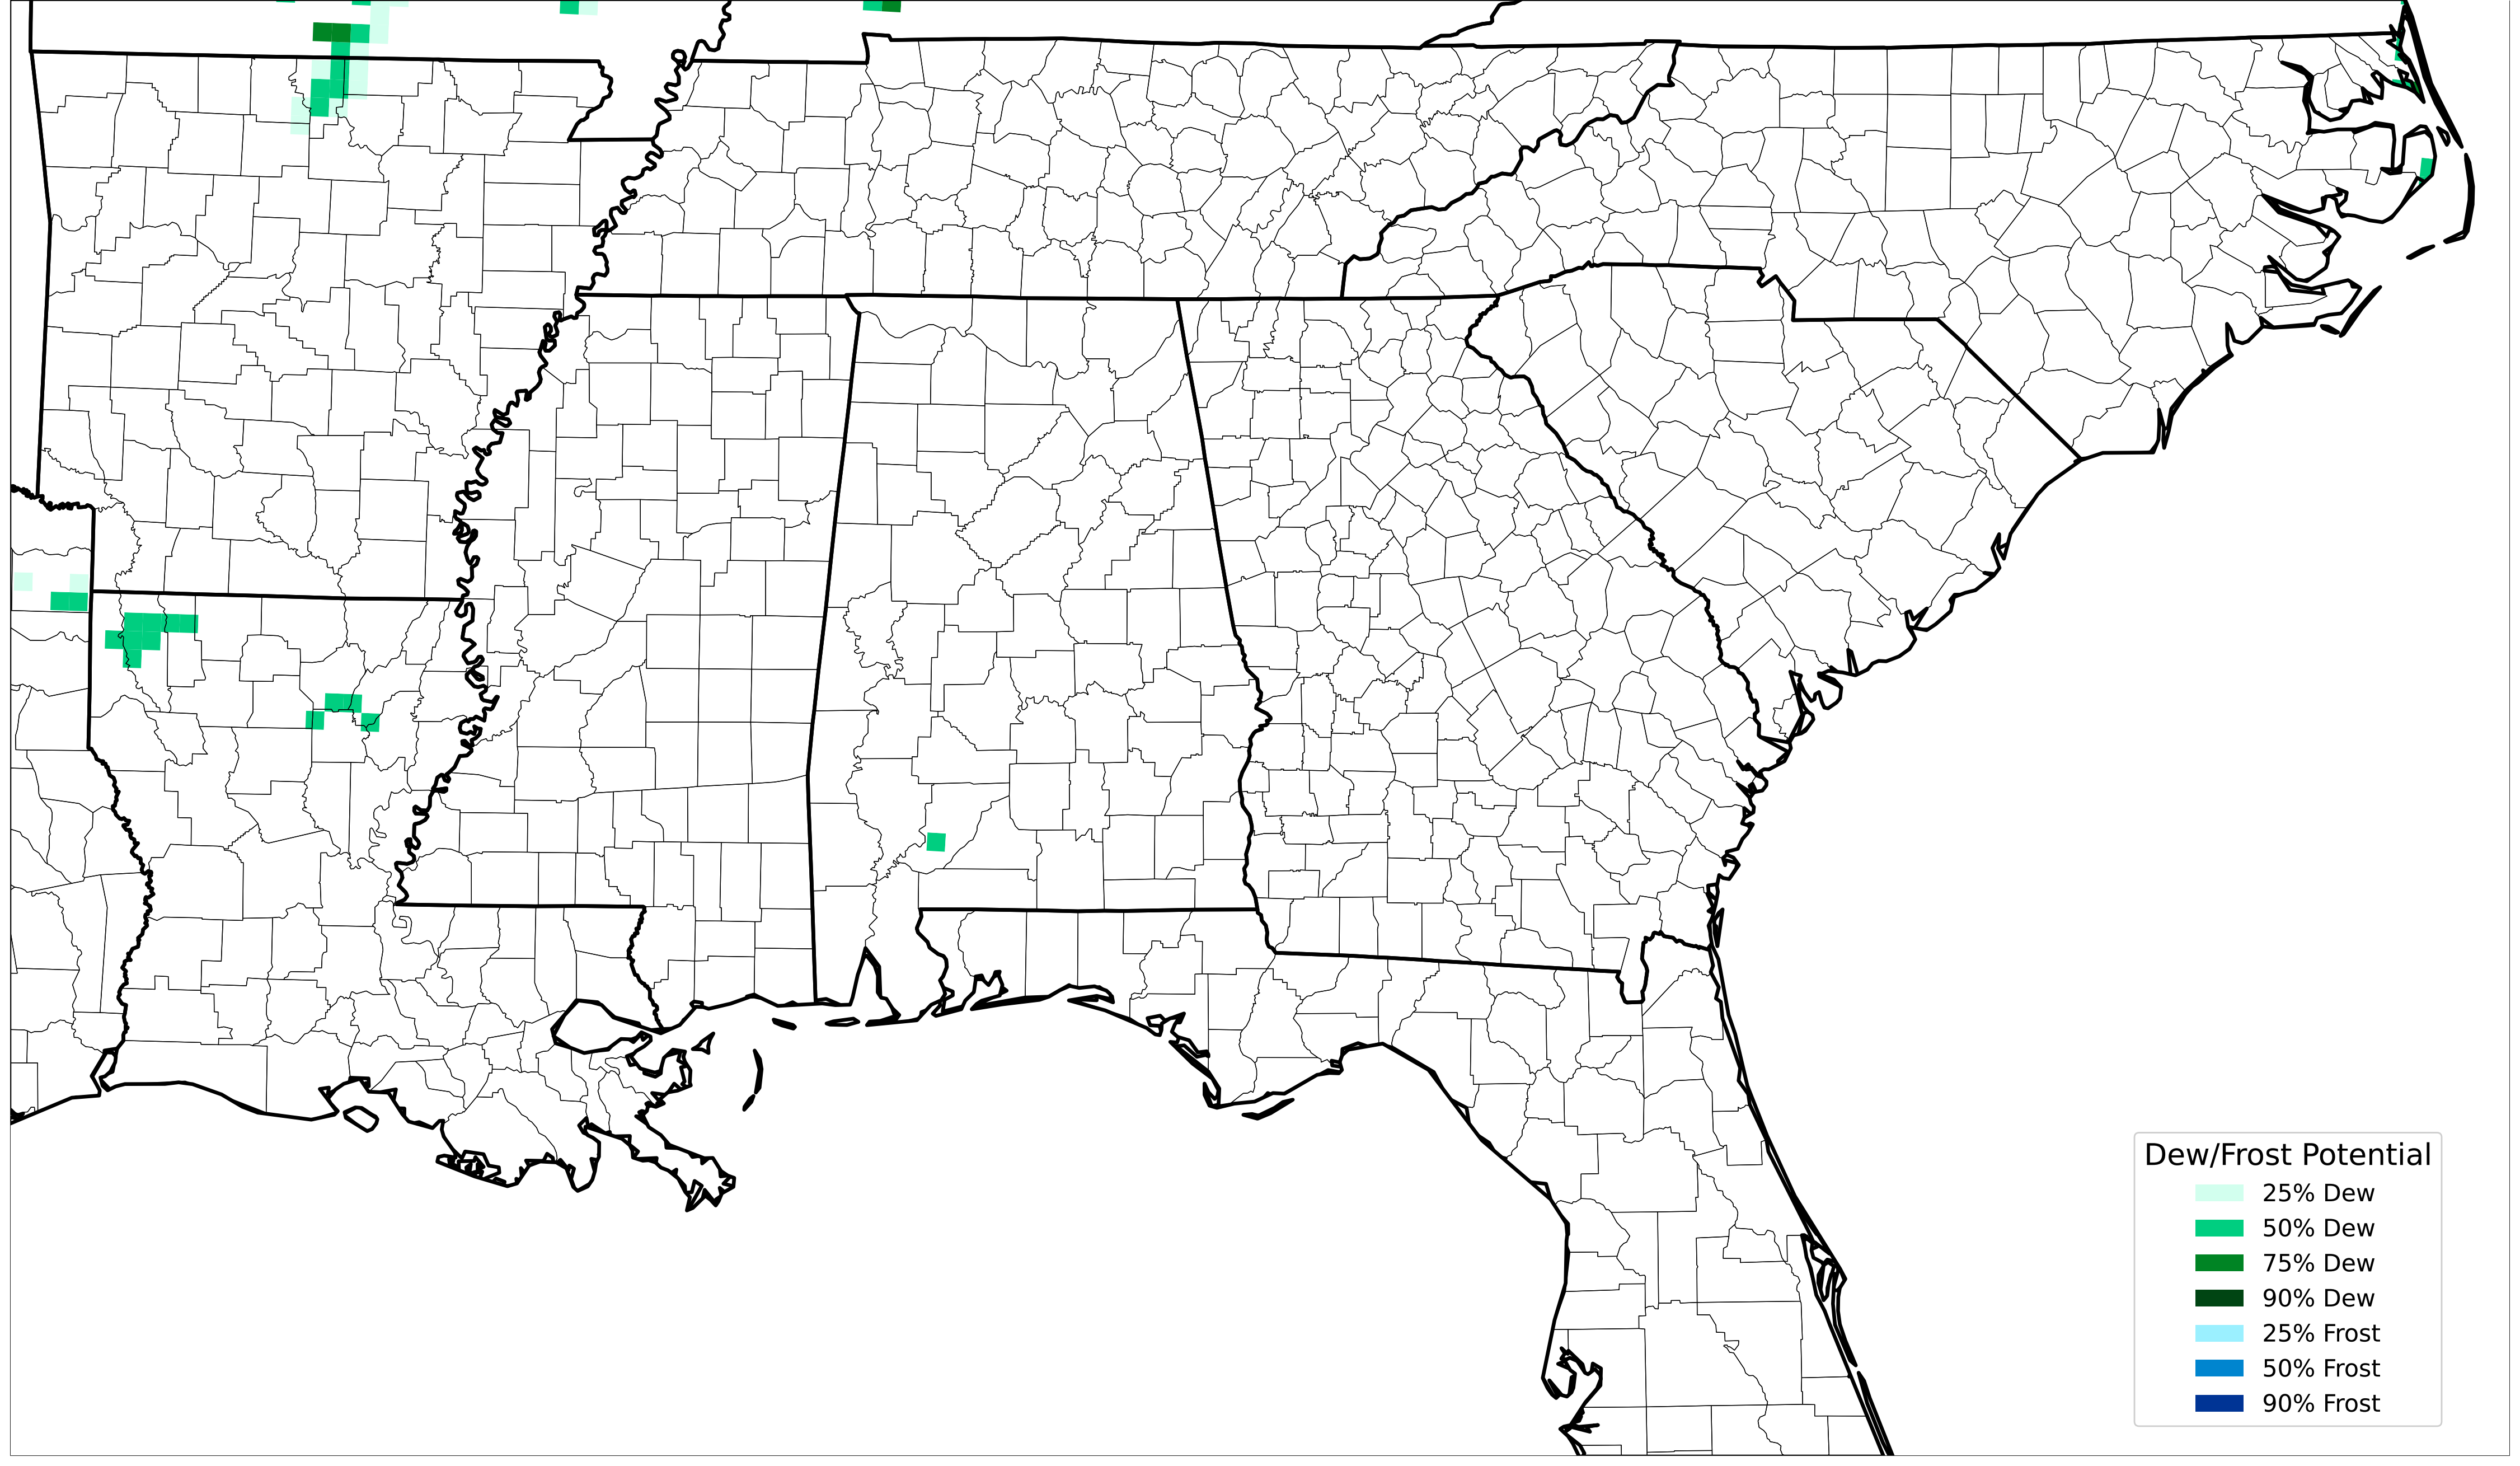 Dew/Frost Potential
25% Dew
50% Dew
75% Dew
90% Dew
25% Frost
50% Frost
90% Frost